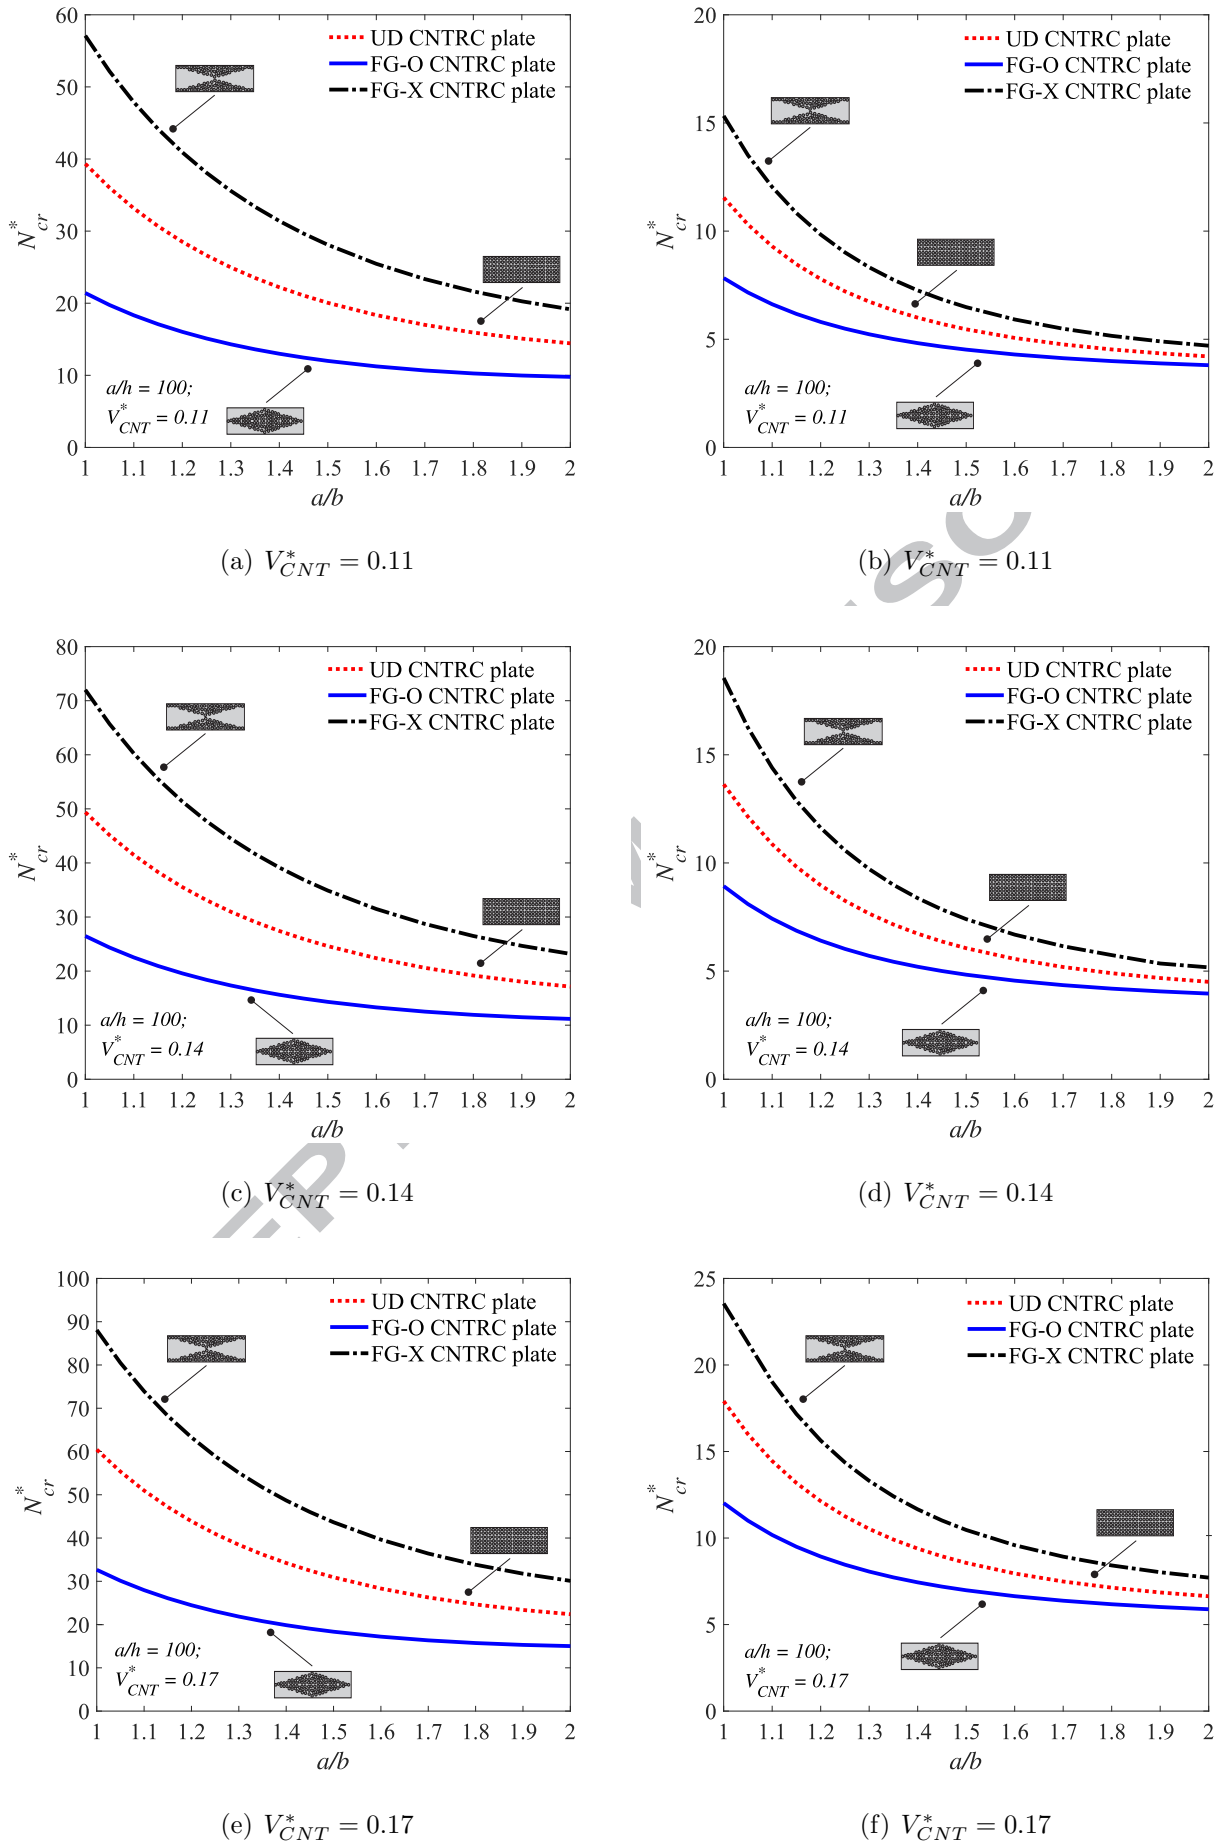 60
50
40
30
20
10
0
N*cr
UD CNTRC plate
FG-O CNTRC plate
FG-X CNTRC plate
a/h = 100;
V*CNT = 0.11
1 1.1 1.2 1.3 1.4 1.5 1.6 1.7 1.8 1.9 2
a/b
(a) V*CNT = 0.11
20
15
10
5
0
N*cr
UD CNTRC plate
FG-O CNTRC plate
FG-X CNTRC plate
a/h = 100;
V*CNT = 0.11
1 1.1 1.2 1.3 1.4 1.5 1.6 1.7 1.8 1.9 2
a/b
(b) V*CNT = 0.11
80
70
60
50
40
30
20
10
0
N*cr
UD CNTRC plate
FG-O CNTRC plate
FG-X CNTRC plate
a/h = 100;
V*CNT = 0.14
1 1.1 1.2 1.3 1.4 1.5 1.6 1.7 1.8 1.9 2
a/b
(c) V*CNT = 0.14
20
15
10
5
0
N*cr
UD CNTRC plate
FG-O CNTRC plate
FG-X CNTRC plate
a/h = 100;
V*CNT = 0.14
1 1.1 1.2 1.3 1.4 1.5 1.6 1.7 1.8 1.9 2
a/b
(d) V*CNT = 0.14
100
90
80
70
60
50
40
30
20
10
0
N*cr
UD CNTRC plate
FG-O CNTRC plate
FG-X CNTRC plate
a/h = 100;
V*CNT = 0.17
1 1.1 1.2 1.3 1.4 1.5 1.6 1.7 1.8 1.9 2
a/b
(e) V*CNT = 0.17
25
20
15
10
5
0
N*cr
UD CNTRC plate
FG-O CNTRC plate
FG-X CNTRC plate
a/h = 100;
V*CNT = 0.17
1 1.1 1.2 1.3 1.4 1.5 1.6 1.7 1.8 1.9 2
a/b
(f) V*CNT = 0.17